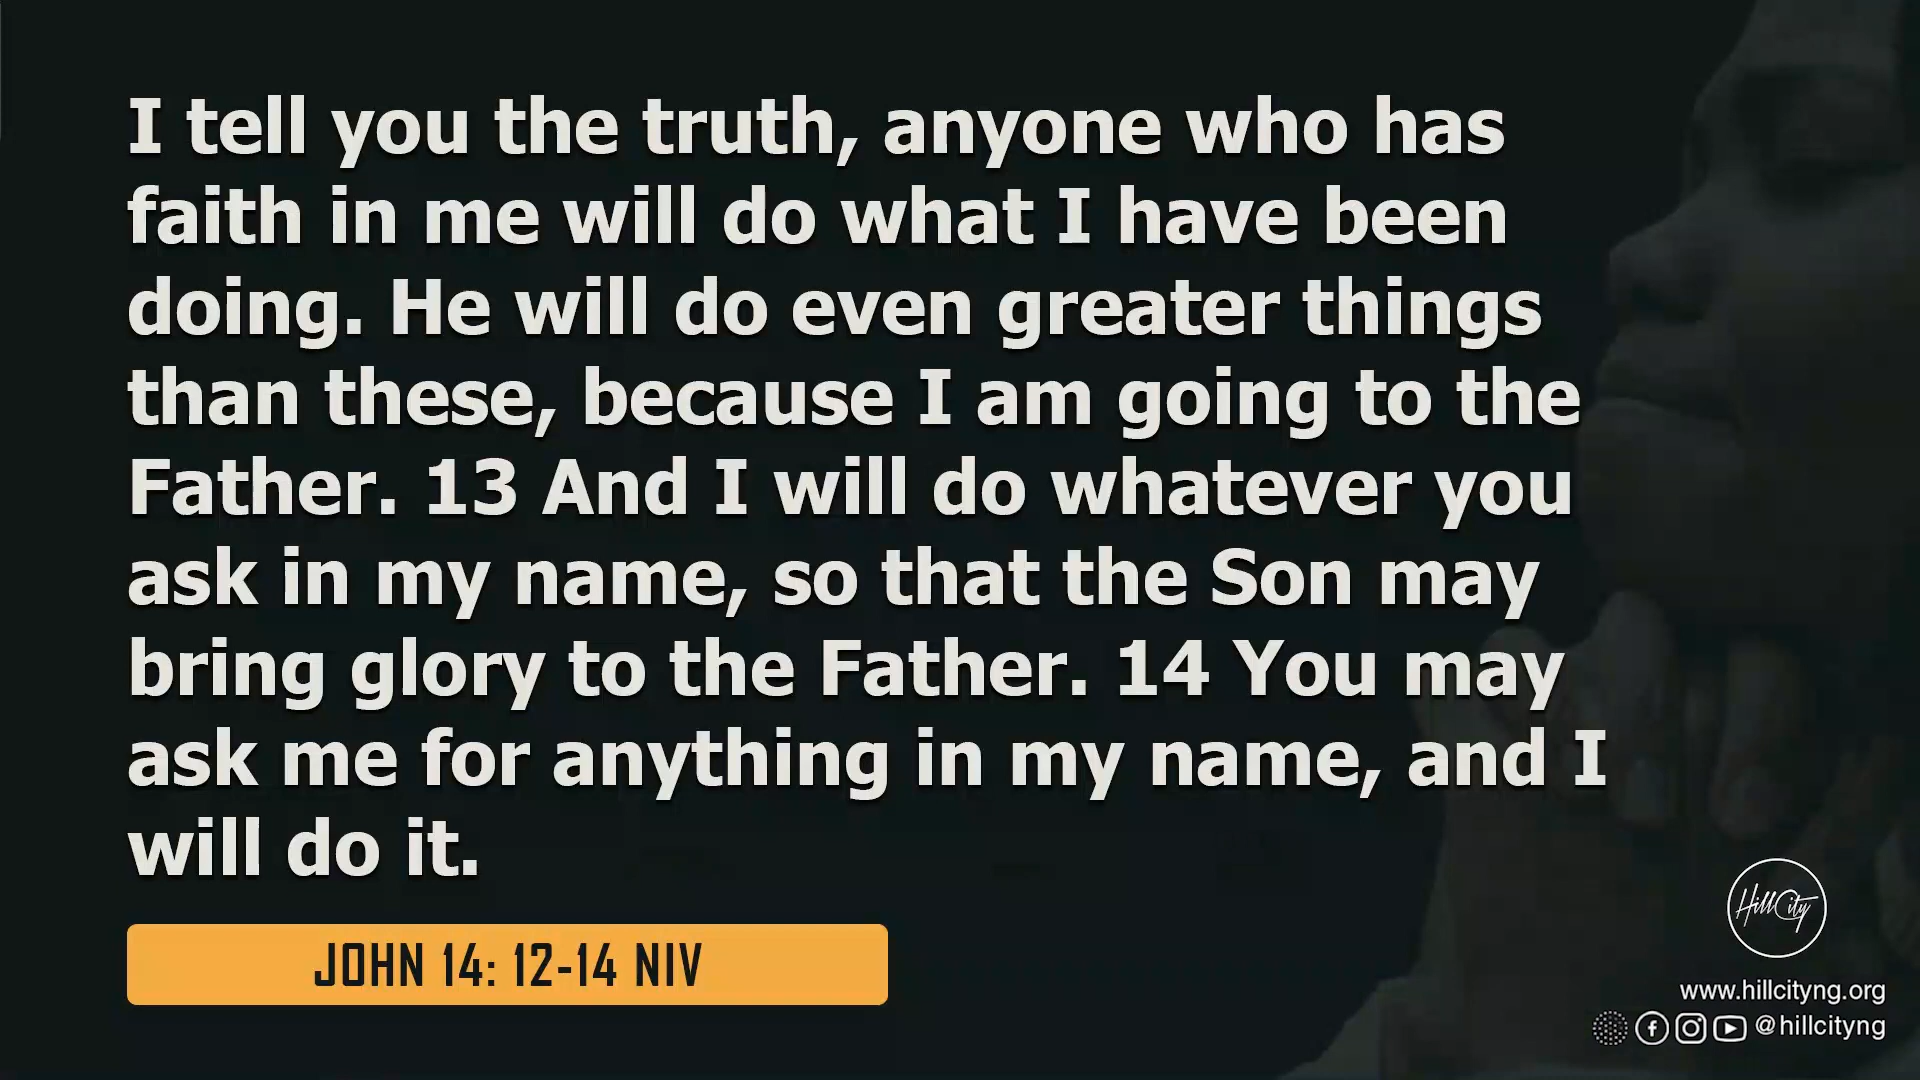 I tell you the truth, anyone who has
faith in me will do what I have been
doing. He will do even greater things
than these, because I am going to the
Father. 13 And I will do whatever you
ask in my name, so that the Son may
bring glory to the Father. 14 You may
ask me for anything in my name, and I
will do it.
JOHN 14: 12-14 NIV
HillCity
www.hillcityng.org
@hillcityng